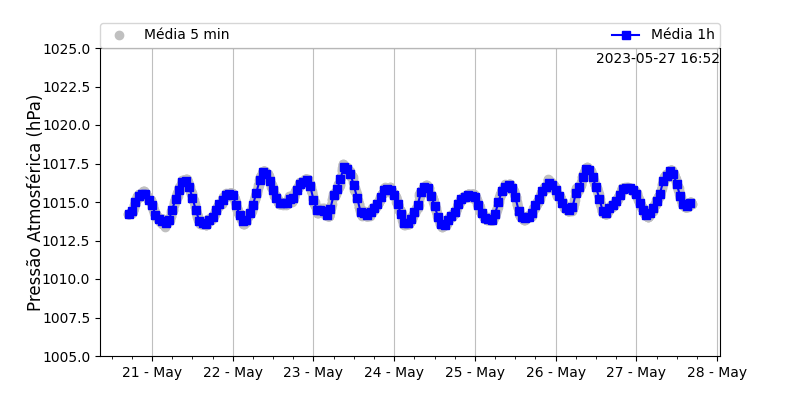 Média 5 min
Média 1h
2023-05-27 16:52
Pressão Atmosférica (hPa)
1025.0
1022.5
1020.0
1017.5
1015.0
1012.5
1010.0
1007.5
1005.0
21 - May
22 - May
23 - May
24 - May
25 - May
26 - May
27 - May
28 - May